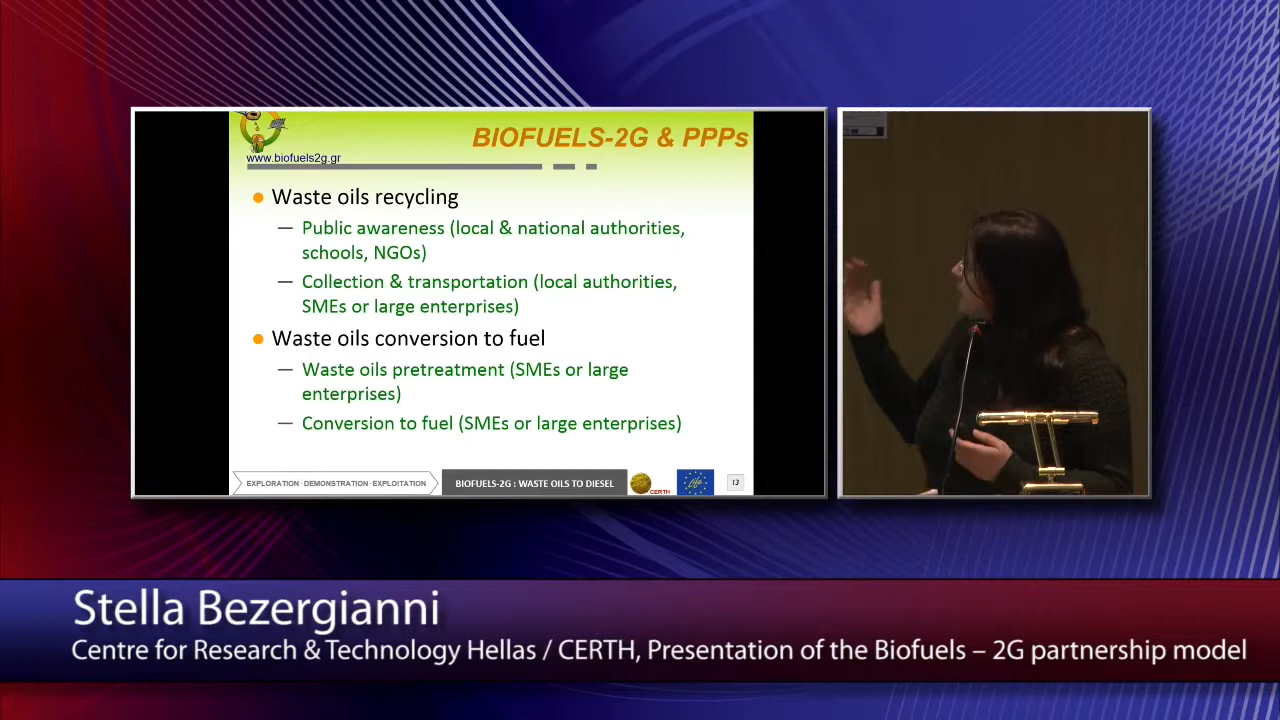 BIOFUELS-2G & PPPs
www.biofuels2g.gr
Waste oils recycling
— Public awareness (local & national authorities,
schools, NGOs)
— Collection & transportation (local authorities,
SMEs or large enterprises)
Waste oils conversion to fuel
— Waste oils pretreatment (SMEs or large
enterprises)
— Conversion to fuel (SMEs or large enterprises)
EXPLORATION · DEMONSTRATION · EXPLOITATION
BIOFUELS-2G : WASTE OILS TO DIESEL
CERTH
Life
13
Stella Bezergianni
Centre for Research & Technology Hellas / CERTH, Presentation of the Biofuels – 2G partnership model